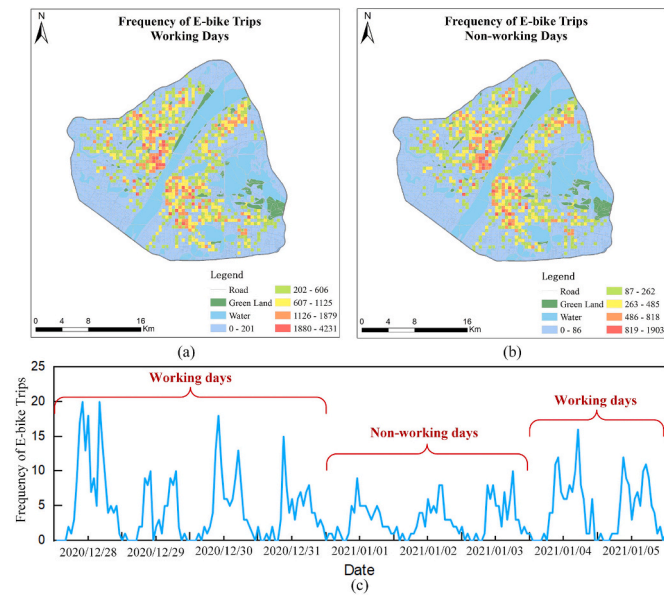 N
Frequency of E-bike Trips
Working Days
Legend
Road
Green Land
Water
0 - 201
202 - 606
607 - 1125
1126 - 1879
1880 - 4231
0 4 8 16
Km
(a)
N
Frequency of E-bike Trips
Non-working Days
Legend
Road
Green Land
Water
0 - 86
87 - 262
263 - 485
486 - 818
819 - 1903
0 4 8 16
Km
(b)
Frequency of E-bike Trips
25
20
15
10
5
0
Working days
Non-working days
Working days
2020/12/28 2020/12/29 2020/12/30 2020/12/31 2021/01/01 2021/01/02 2021/01/03 2021/01/04 2021/01/05
Date
(c)